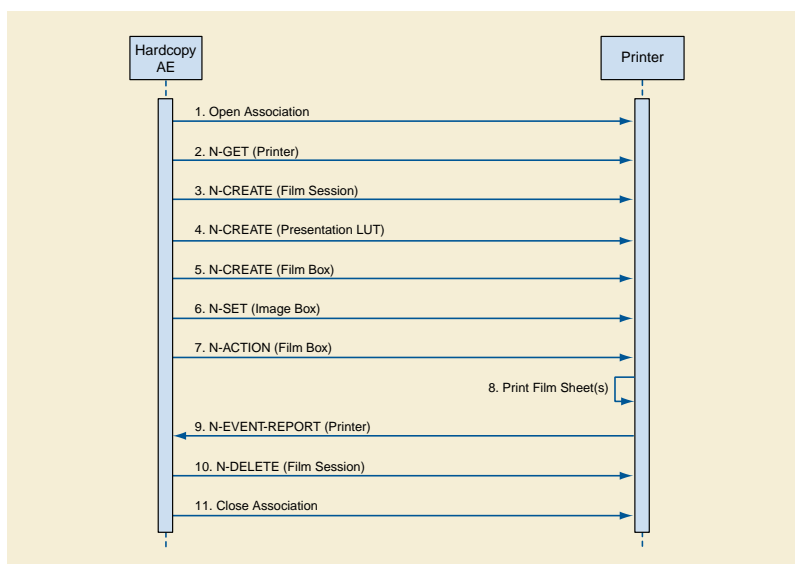 Hardcopy
AE
Printer
1. Open Association
2. N-GET (Printer)
3. N-CREATE (Film Session)
4. N-CREATE (Presentation LUT)
5. N-CREATE (Film Box)
6. N-SET (Image Box)
7. N-ACTION (Film Box)
8. Print Film Sheet(s)
9. N-EVENT-REPORT (Printer)
10. N-DELETE (Film Session)
11. Close Association